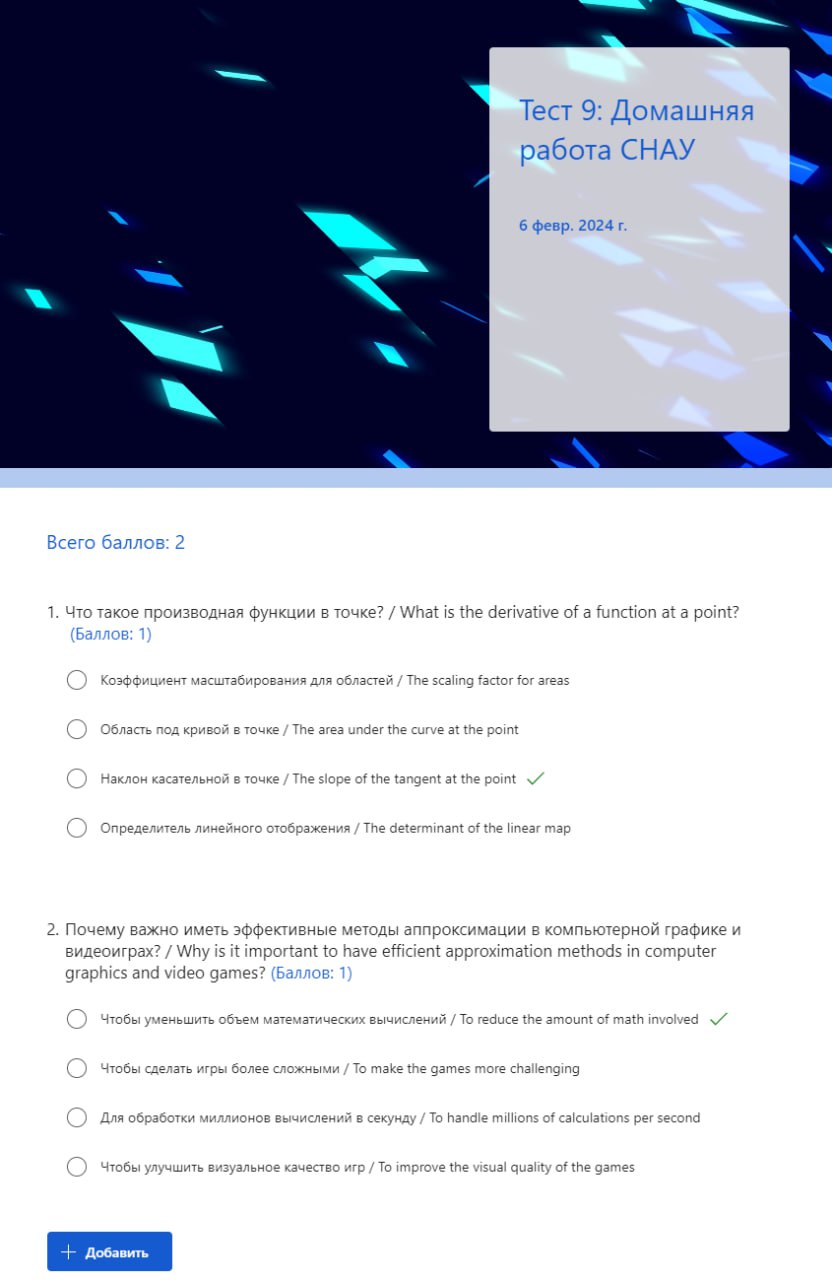 Тест 9: Домашняя
работа СНАУ
6 февр. 2024 г.
Всего баллов: 2
1. Что такое производная функции в точке? / What is the derivative of a function at a point?
(Баллов: 1)
Коэффициент масштабирования для областей / The scaling factor for areas
Область под кривой в точке / The area under the curve at the point
Наклон касательной в точке / The slope of the tangent at the point
Определитель линейного отображения / The determinant of the linear map
2. Почему важно иметь эффективные методы аппроксимации в компьютерной графике и
видеоиграх? / Why is it important to have efficient approximation methods in computer
graphics and video games? (Баллов: 1)
Чтобы уменьшить объем математических вычислений / To reduce the amount of math involved
Чтобы сделать игры более сложными / To make the games more challenging
Для обработки миллионов вычислений в секунду / To handle millions of calculations per second
Чтобы улучшить визуальное качество игр / To improve the visual quality of the games
Добавить